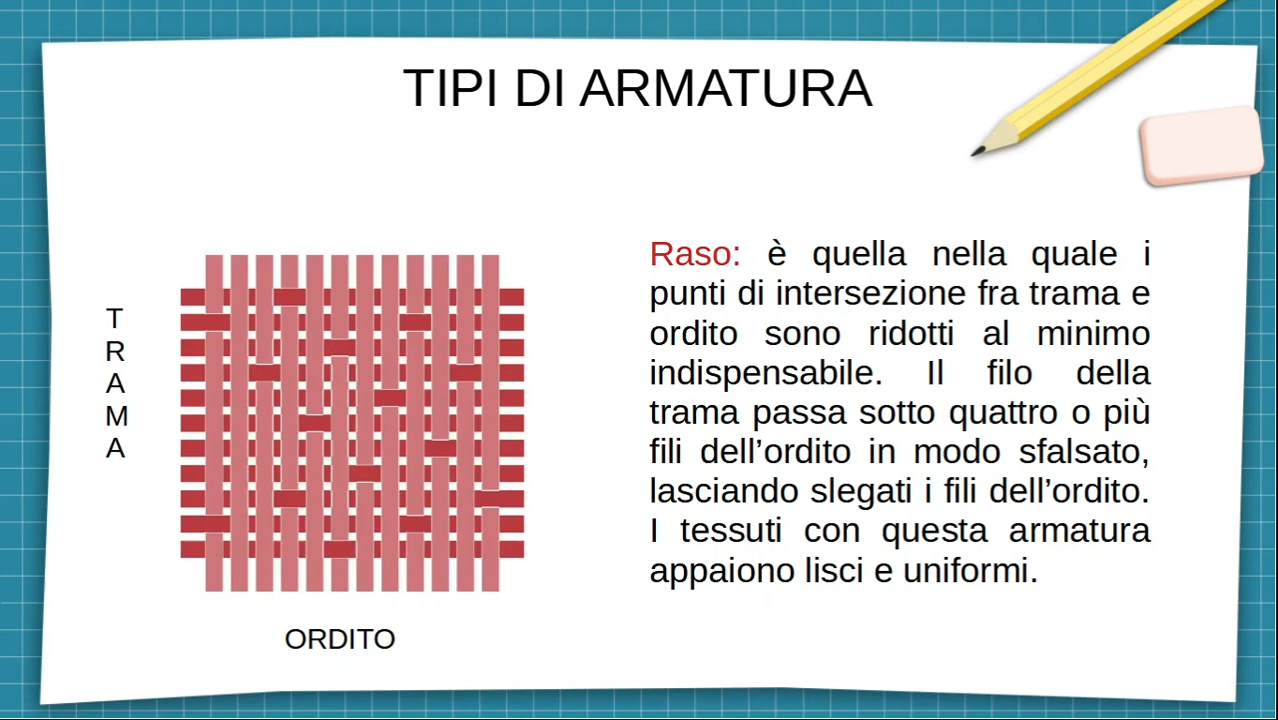 TIPI DI ARMATURA
T
R
A
M
A
Raso: è quella nella quale i
punti di intersezione fra trama e
ordito sono ridotti al minimo
indispensabile. Il filo della
trama passa sotto quattro o più
fili dell’ordito in modo sfalsato,
lasciando slegati i fili dell’ordito.
I tessuti con questa armatura
appaiono lisci e uniformi.
ORDITO